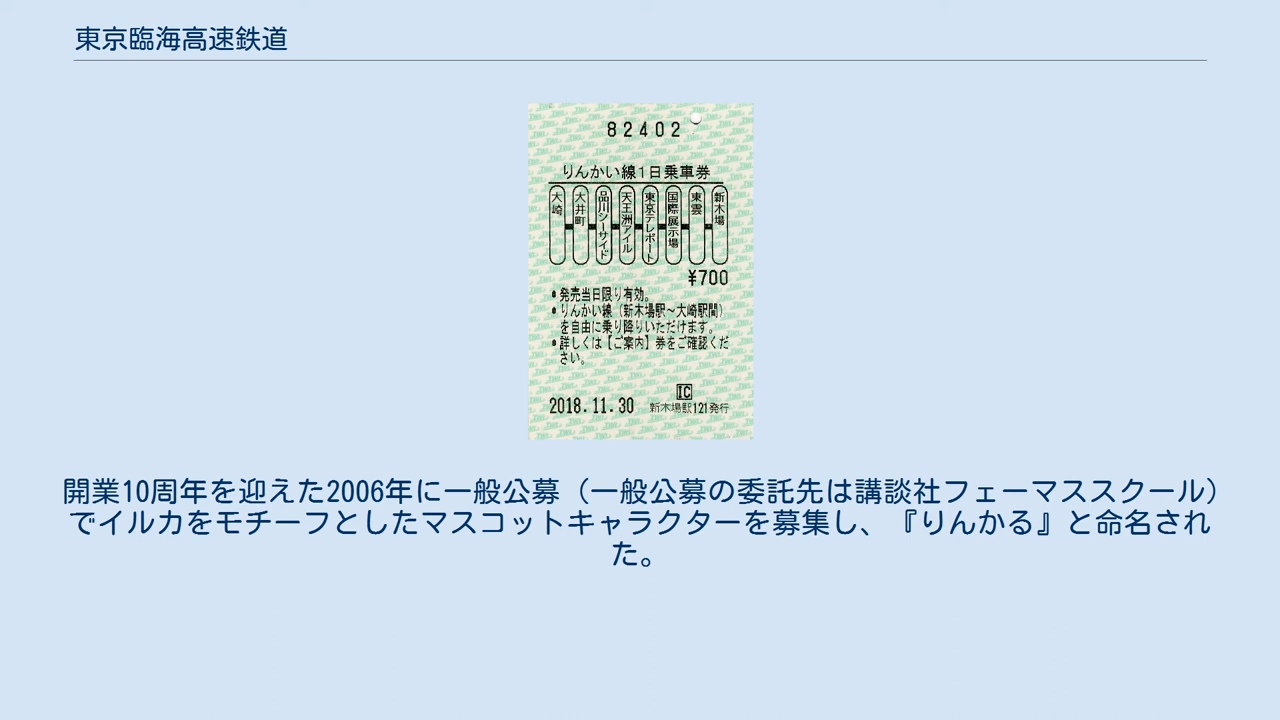 東京臨海高速鉄道
82402
りんかい線1日乗車券
大崎
大井町
品川シーサイド
天王洲アイル
東京テレポート
国際展示場
東雲
新木場
¥700
●発売当日限り有効。
●りんかい線（新木場駅～大崎駅間）
を自由に乗り降りいただけます。
●詳しくは【ご案内】券をご確認くだ
さい。
IC
2018.11.30 新木場駅121発行
開業10周年を迎えた2006年に一般公募（一般公募の委託先は講談社フェーマススクール）
でイルカをモチーフとしたマスコットキャラクターを募集し、『りんかる』と命名され
た。